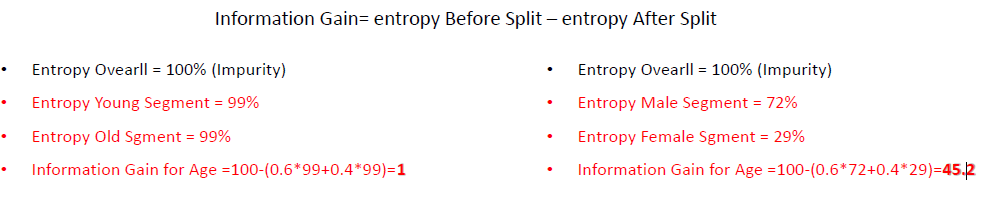 Information Gain= entropy Before Split – entropy After Split
• Entropy Ovearll = 100% (Impurity)
• Entropy Young Segment = 99%
• Entropy Old Sgment = 99%
• Information Gain for Age =100-(0.6*99+0.4*99)=1
• Entropy Ovearll = 100% (Impurity)
• Entropy Male Segment = 72%
• Entropy Female Sgment = 29%
• Information Gain for Age =100-(0.6*72+0.4*29)=45.2